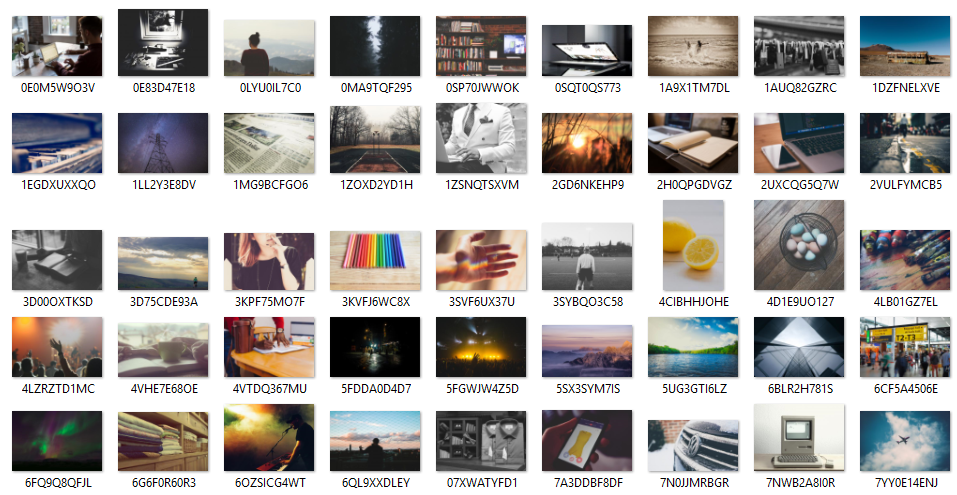 0E0M5W9O3V
0E83D47E18
0LYU0IL7C0
0MA9TQF295
0SP70JWWOK
0SQT0QS773
1A9X1TM7DL
1AUQ82GZRC
1DZFNELXVE
1EGDXUXXQO
1LL2Y3E8DV
1MG9BCFGO6
1ZOXD2YD1H
1ZSNQTSXVM
2GD6NKEHP9
2H0QPGDVGZ
2UXCQG5Q7W
2VULFYMCB5
3D00OXTKSD
3D75CDE93A
3KPF75MO7F
3KVFJ6WC8X
3SVF6UX37U
3SYBQO3C58
4CIBHHJOHE
4D1E9UO127
4LB01GZ7EL
4LZRZTD1MC
4VHE7E68OE
4VTDQ367MU
5FDDA0D4D7
5FGWJW4Z5D
5SX3SYM7IS
5UG3GTI6LZ
6BLR2H781S
6CF5A4506E
6FQ9Q8QFJL
6G6F0R60R3
6OZSICG4WT
6QL9XXDLEY
07XWATYFD1
7A3DDBF8DF
7N0JJMRBGR
7NWB2A8I0R
7YY0E14ENJ